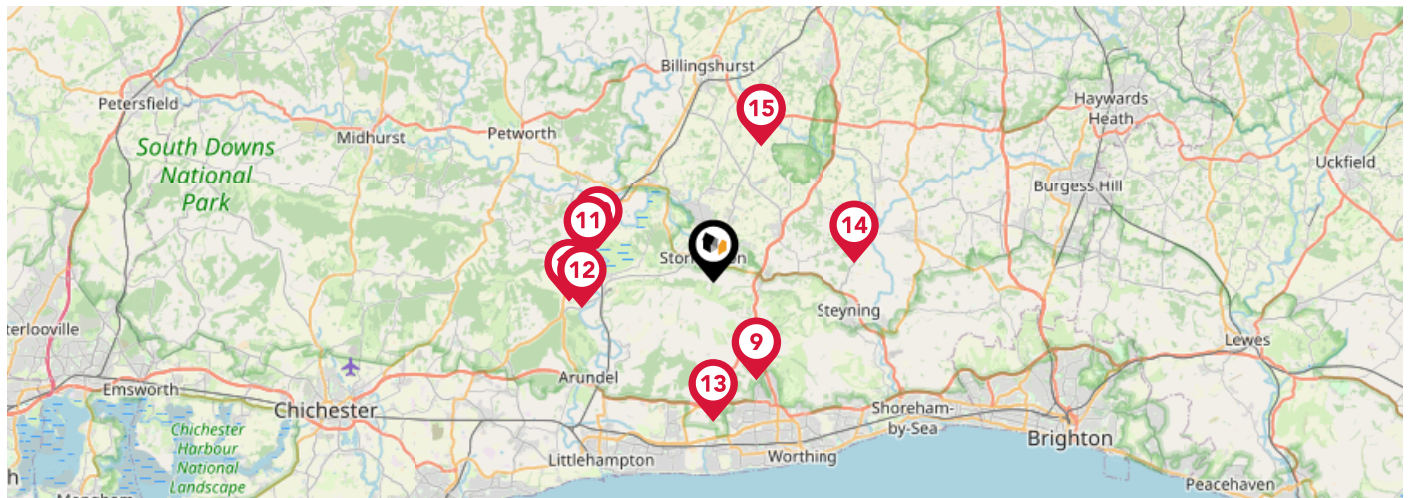 Billingshurst
Petersfield
Haywards
Heath
15
Midhurst
Petworth
South Downs
National
Park
Uckfield
Burgess Hill
11
14
12
Steyning
9
Lewes
Arundel
13
Emsworth
Chichester
Shoreham-
by-Sea
Chichester
Harbour
National
Landscape
Brighton
Littlehampton
Worthing
Peacehaven